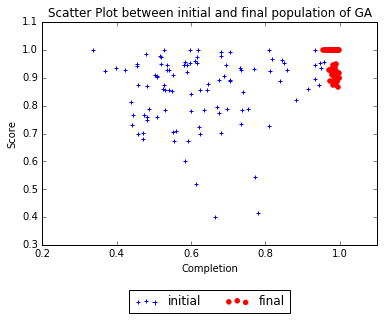 Scatter Plot between initial and final population of GA
1.1
1.0
0.9
0.8
0.7
0.6
0.5
0.4
0.3
Score
0.2 0.4 0.6 0.8 1.0
Completion
initial final